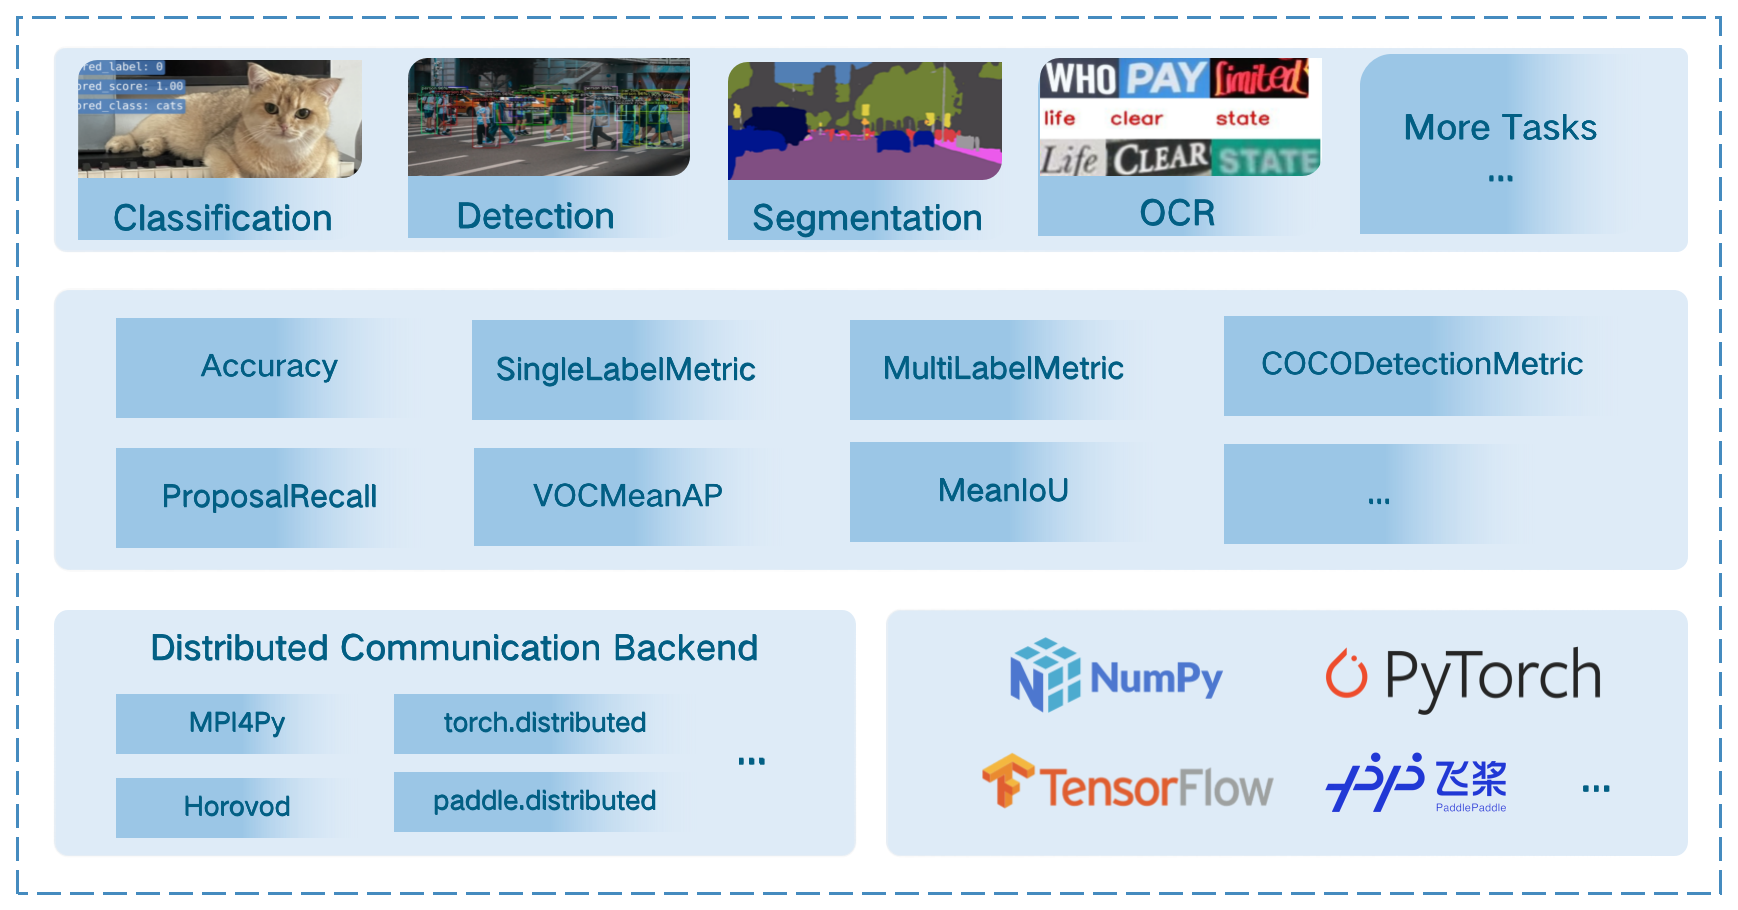 red_label: 0
ored_score: 1.00
ored_class: cats
WHO PAY Limited
life clear state
Life CLEAR STATE
Classification
Detection
Segmentation
OCR
More Tasks
...
Accuracy
SingleLabelMetric
MultiLabelMetric
COCODetectionMetric
ProposalRecall
VOCMeanAP
MeanIoU
...
Distributed Communication Backend
MPI4Py
torch.distributed
...
Horovod
paddle.distributed
NumPy
PyTorch
TensorFlow
飞桨
PaddlePaddle
...